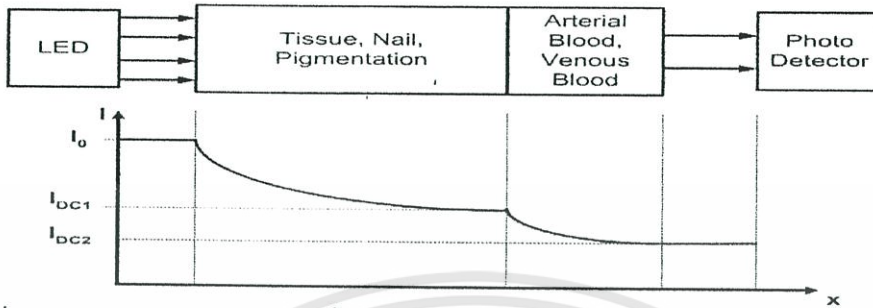 LED
Tissue, Nail,
Pigmentation
Arterial
Blood,
Venous
Blood
Photo
Detector
I
I0
IDC1
IDC2
x